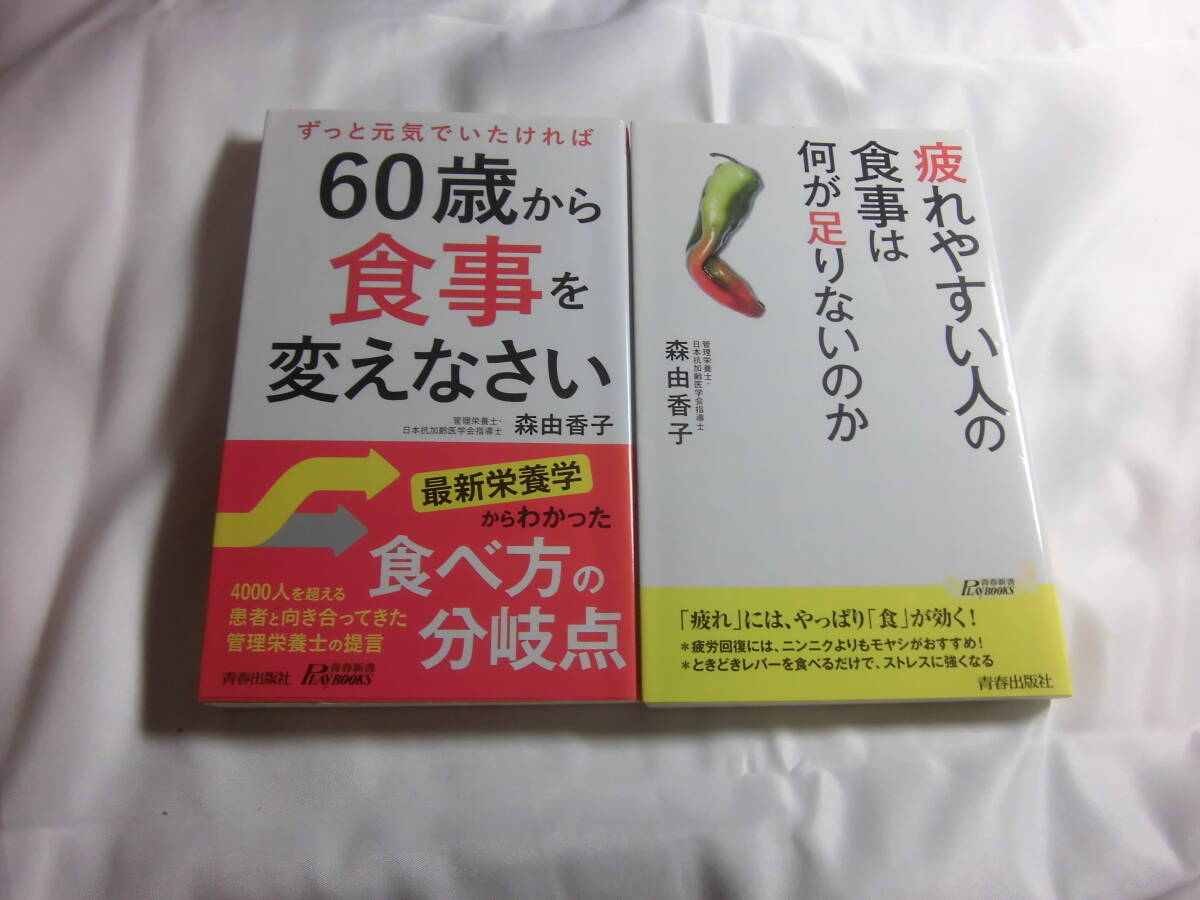 ずっと元気でいたければ
60歳から
食事を
変えなさい
管理栄養士・
日本抗加齢医学会指導士
森由香子
最新栄養学
からわかった
食べ方の
分岐点
4000人を超える
患者と向き合ってきた
管理栄養士の提言
青春出版社
青春新書
PLAYBOOKS
疲れやすい人の
食事は
何が足りないのか
管理栄養士・
日本抗加齢医学会指導士
森由香子
青春新書
PLAYBOOKS
「疲れ」には、やっぱり「食」が効く!
*疲労回復には、ニンニクよりもモヤシがおすすめ!
*ときどきレバーを食べるだけで、ストレスに強くなる
青春出版社